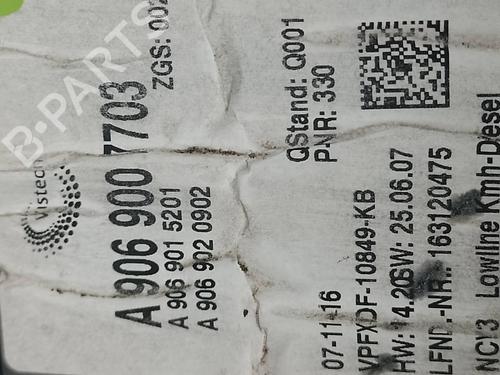 Visteon
A 906 900 7703
A 906 901 5201
A 906 902 0902
ZGS: 002
QStand: Q001
PNR: 330
07-11-16
VPFXDF-10849-KB
HW: 14.20 SW: 25.06.07
LFND.-NR.: 163120475
NCV3 Lowline Kmh-Diesel
B-PARTS